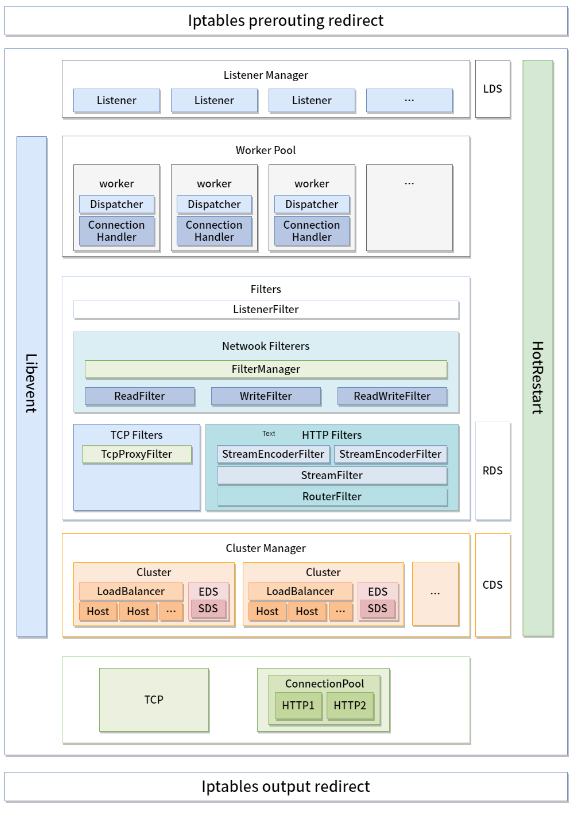 Iptables prerouting redirect
Listener Manager
Listener
Listener
Listener
...
LDS
Worker Pool
worker
worker
worker
...
Dispatcher
Dispatcher
Dispatcher
Connection
Handler
Connection
Handler
Connection
Handler
Libevent
HotRestart
Filters
ListenerFilter
Netwook Filterers
FilterManager
ReadFilter
WriteFilter
ReadWriteFilter
TCP Filters
TcpProxyFilter
Text
HTTP Filters
StreamEncoderFilter
StreamEncoderFilter
StreamFilter
RouterFilter
RDS
Cluster Manager
Cluster
LoadBalancer
Host
Host
...
EDS
SDS
Cluster
LoadBalancer
Host
Host
...
EDS
SDS
...
CDS
TCP
ConnectionPool
HTTP1
HTTP2
Iptables output redirect